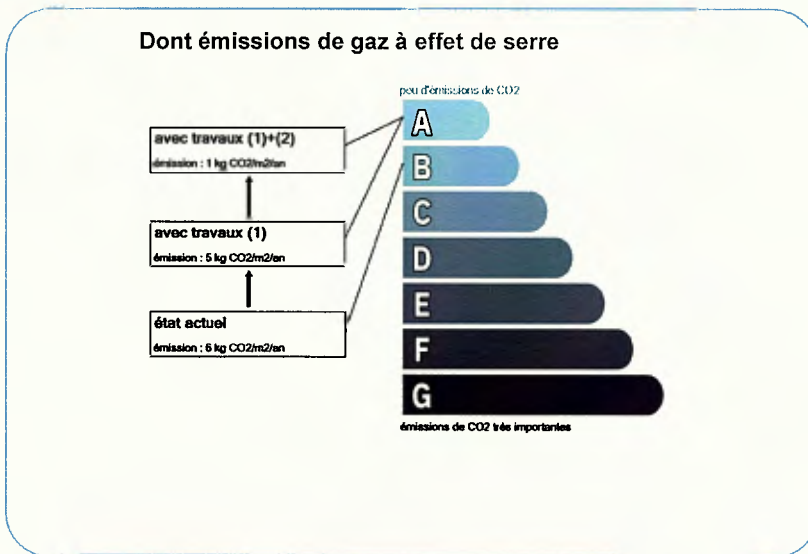 Dont émissions de gaz à effet de serre
peu d'émissions de CO2
avec travaux (1)+(2)
émission : 1 kg CO2/m2/an
avec travaux (1)
émission : 5 kg CO2/m2/an
état actuel
émission : 6 kg CO2/m2/an
A
B
C
D
E
F
G
émissions de CO2 très importantes